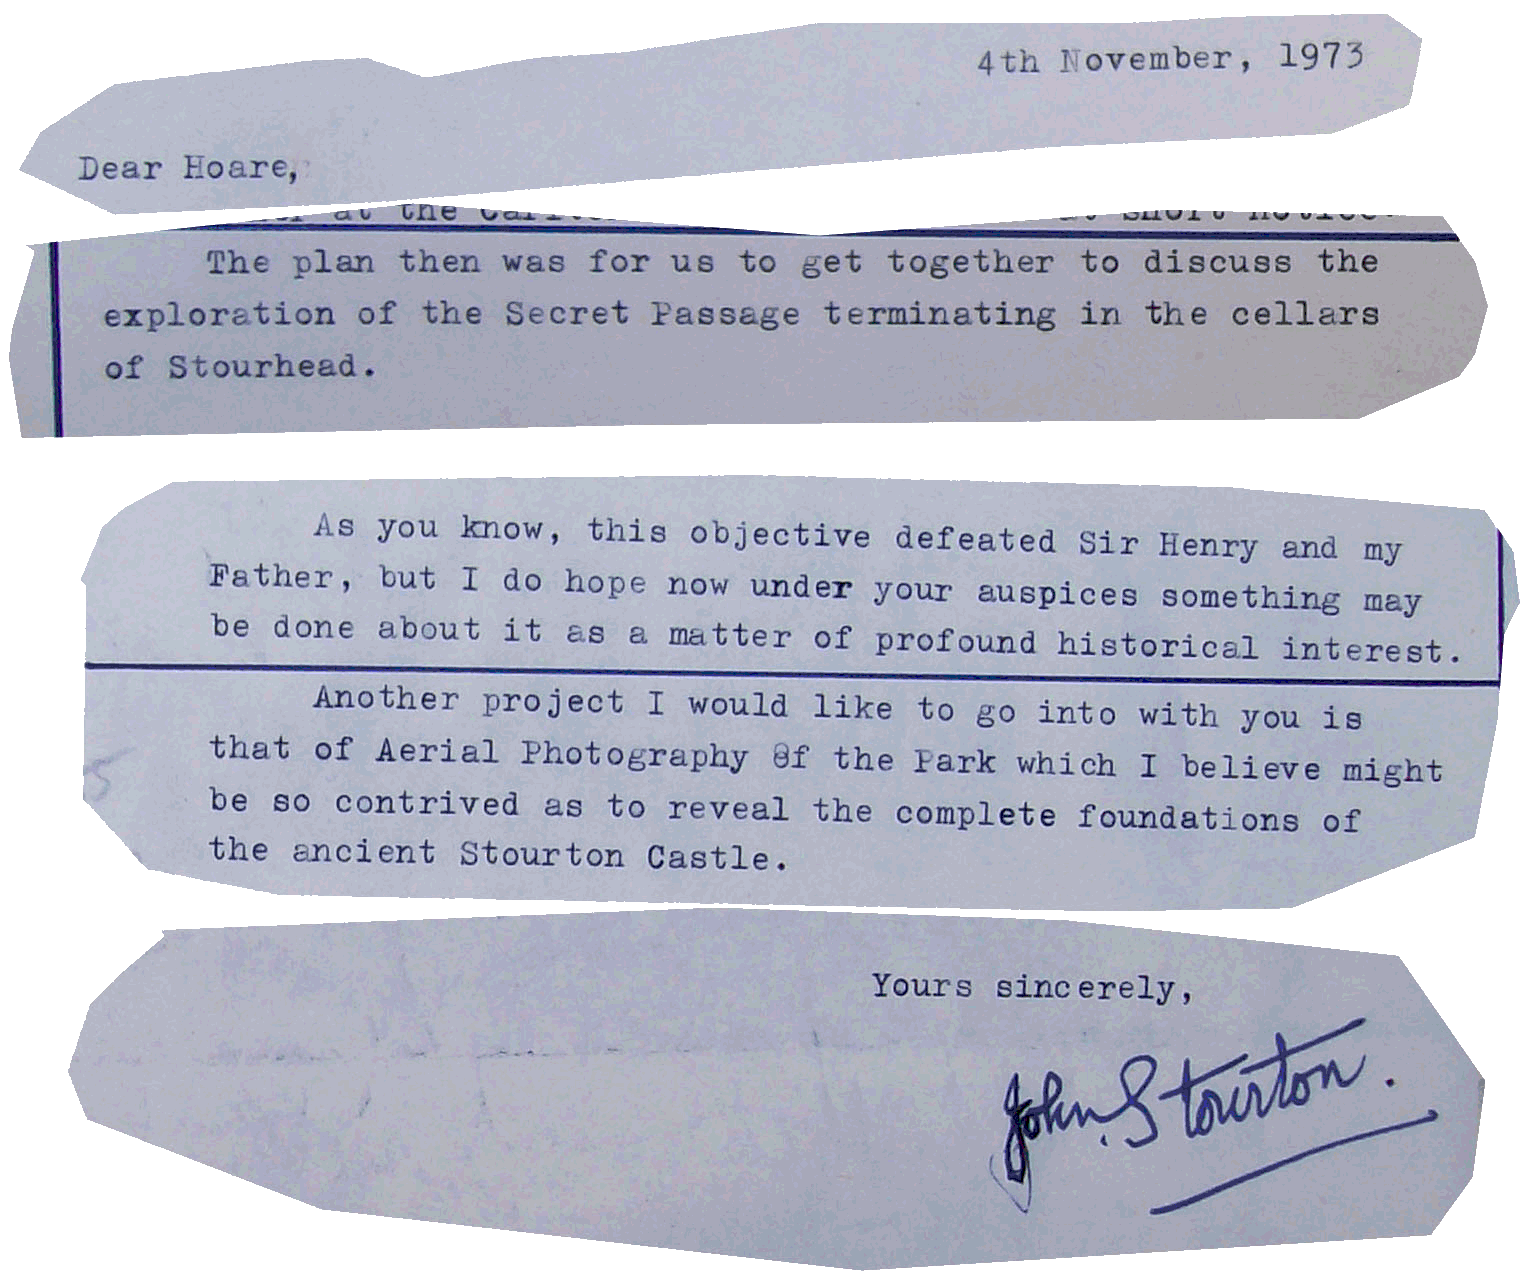 4th November, 1973
Dear Hoare,
at the short notice.
The plan then was for us to get together to discuss the
exploration of the Secret Passage terminating in the cellars
of Stourhead.
As you know, this objective defeated Sir Henry and my
Father, but I do hope now under your auspices something may
be done about it as a matter of profound historical interest.
Another project I would like to go into with you is
that of Aerial Photography Of the Park which I believe might
be so contrived as to reveal the complete foundations of
the ancient Stourton Castle.
Yours sincerely,
John Stourton.